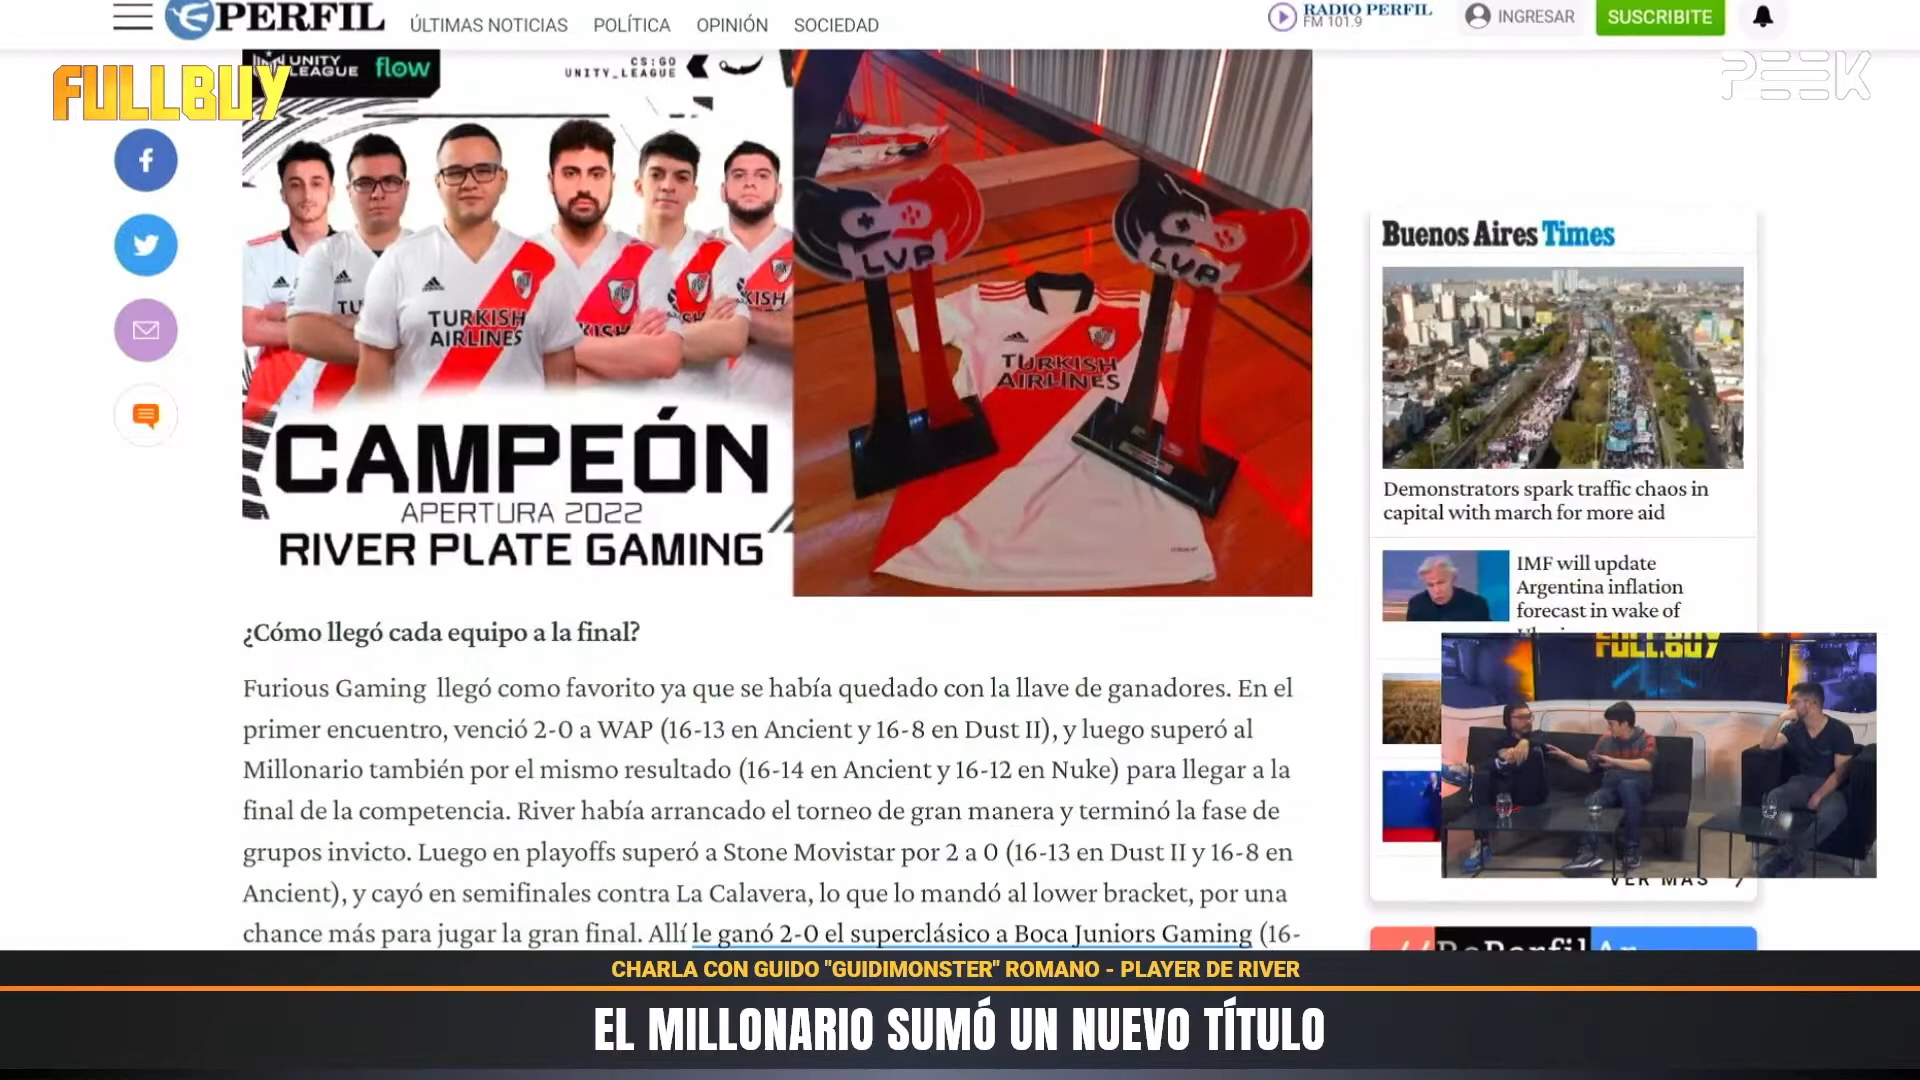 PERFIL
ÚLTIMAS NOTICIAS
POLÍTICA
OPINIÓN
SOCIEDAD
RADIO PERFIL
FM 101.9
INGRESAR
SUSCRIBITE
FULLBUY
PEEK
UNITY
LEAGUE
flow
CS:GO
UNITY_LEAGUE
TURKISH
AIRLINES
CAMPEÓN
APERTURA 2022
RIVER PLATE GAMING
LVP
LVP
TURKISH
AIRLINES
¿Cómo llegó cada equipo a la final?
Furious Gaming llegó como favorito ya que se había quedado con la llave de ganadores. En el
primer encuentro, venció 2-0 a WAP (16-13 en Ancient y 16-8 en Dust II), y luego superó al
Millonario también por el mismo resultado (16-14 en Ancient y 16-12 en Nuke) para llegar a la
final de la competencia. River había arrancado el torneo de gran manera y terminó la fase de
grupos invicto. Luego en playoffs superó a Stone Movistar por 2 a 0 (16-13 en Dust II y 16-8 en
Ancient), y cayó en semifinales contra La Calavera, lo que lo mandó al lower bracket, por una
chance más para jugar la gran final. Allí le ganó 2-0 el superclásico a Boca Juniors Gaming (16-
Buenos Aires Times
Demonstrators spark traffic chaos in
capital with march for more aid
IMF will update
Argentina inflation
forecast in wake of
FULLBUY
VER MÁS
CHARLA CON GUIDO "GUIDIMONSTER" ROMANO - PLAYER DE RIVER
EL MILLONARIO SUMÓ UN NUEVO TÍTULO